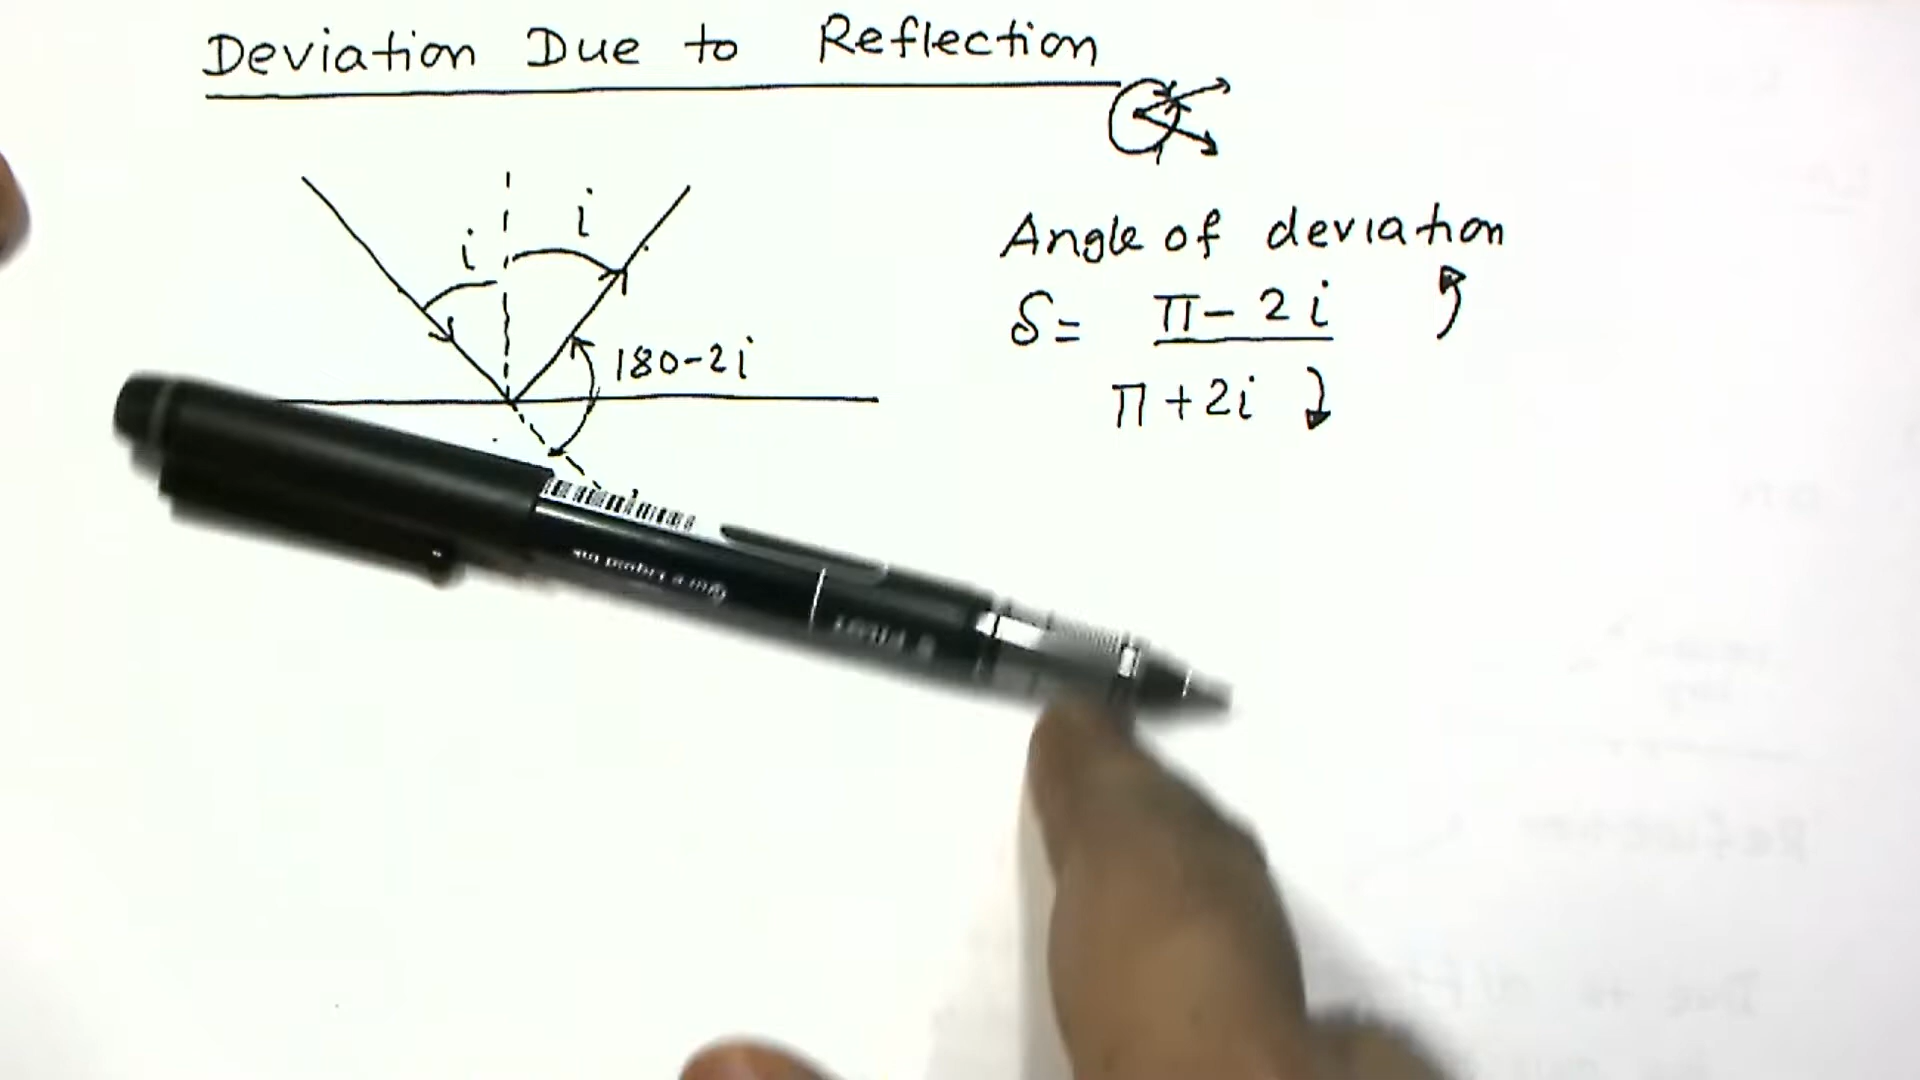 Deviation Due to Reflection
i
i
180-2i
Angle of deviation
δ= π- 2i
π+2i